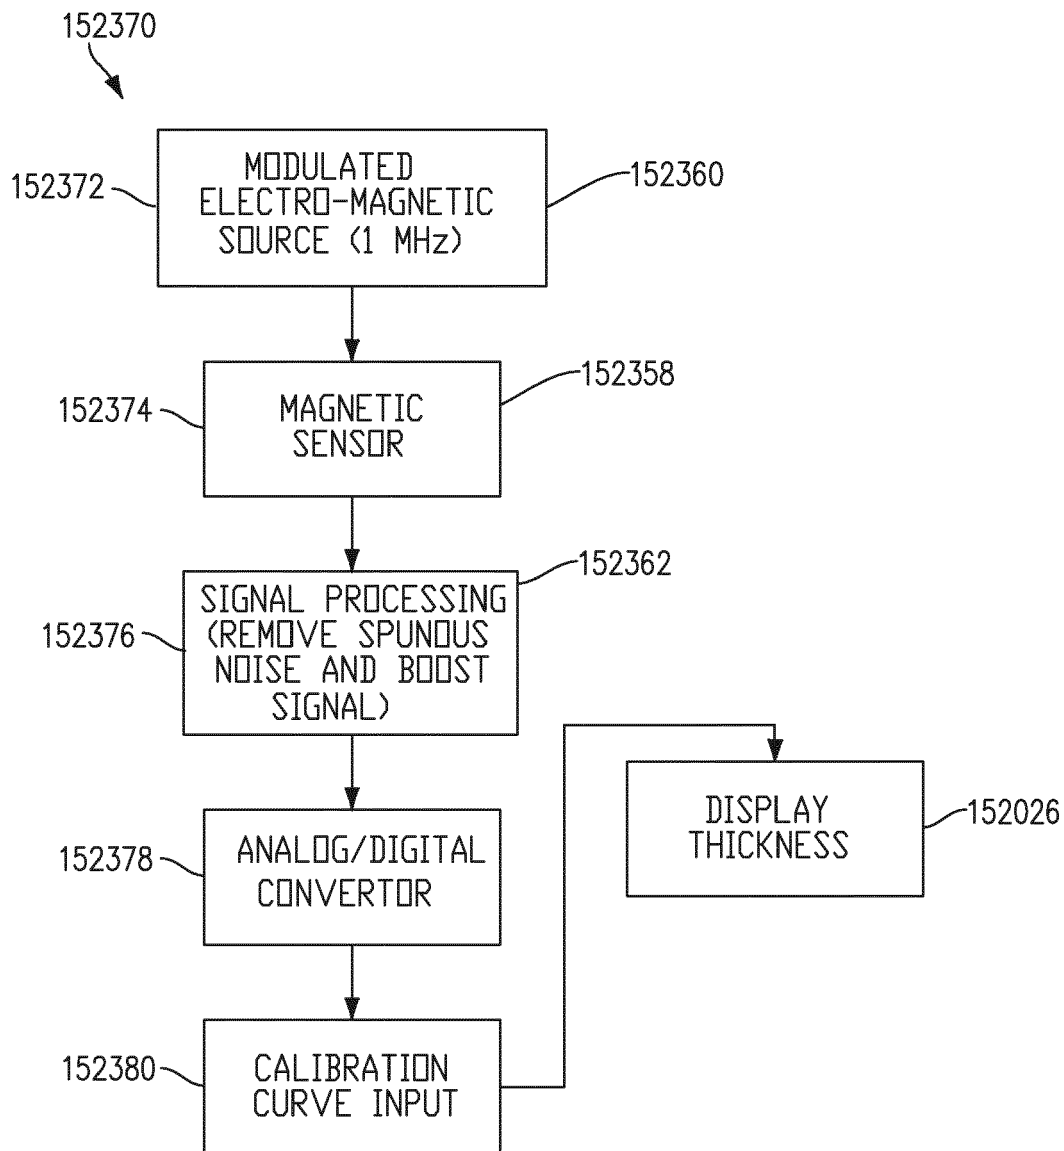 152370
MODULATED
ELECTRO-MAGNETIC
SOURCE (1 MHz)
152372
152360
MAGNETIC
SENSOR
152374
152358
SIGNAL PROCESSING
(REMOVE SPUNOUS
NOISE AND BOOST
SIGNAL)
152376
152362
ANALOG/DIGITAL
CONVERTOR
152378
DISPLAY
THICKNESS
152026
CALIBRATION
CURVE INPUT
152380